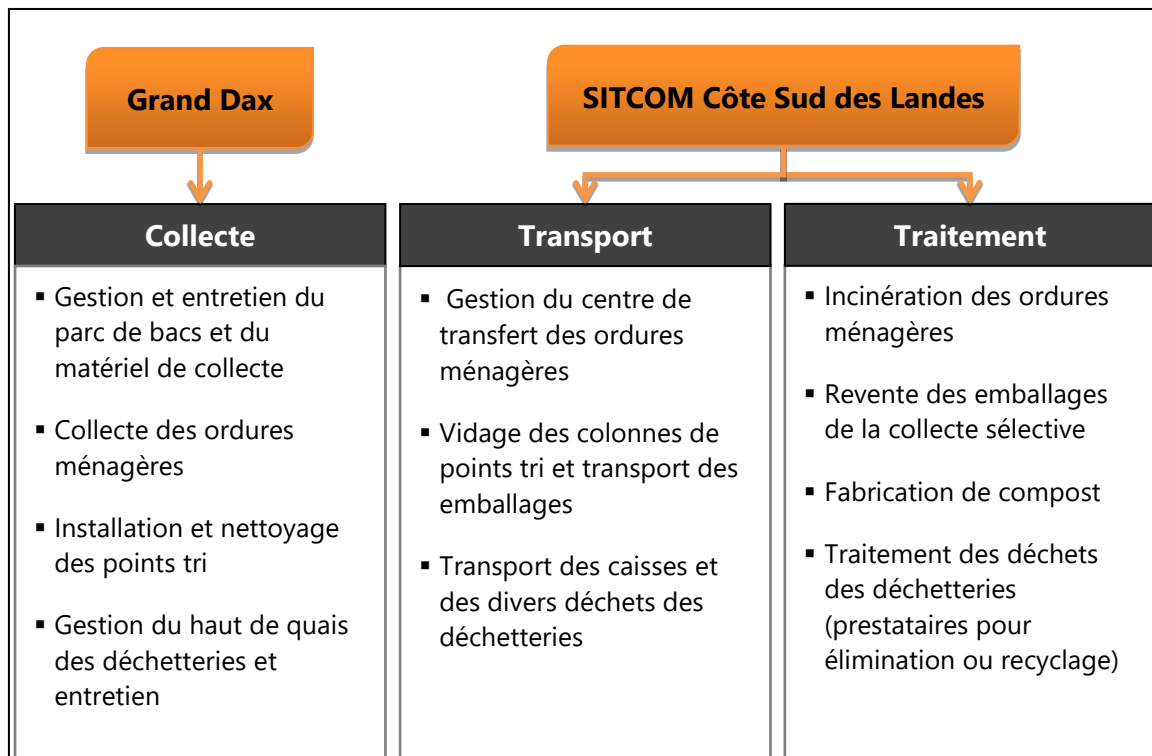 Grand Dax
SITCOM Côte Sud des Landes
Collecte
▪ Gestion et entretien du
parc de bacs et du
matériel de collecte
▪ Collecte des ordures
ménagères
▪ Installation et nettoyage
des points tri
▪ Gestion du haut de quais
des déchetteries et
entretien
Transport
▪ Gestion du centre de
transfert des ordures
ménagères
▪ Vidage des colonnes de
points tri et transport des
emballages
▪ Transport des caisses et
des divers déchets des
déchetteries
Traitement
▪ Incinération des ordures
ménagères
▪ Revente des emballages
de la collecte sélective
▪ Fabrication de compost
▪ Traitement des déchets
des déchetteries
(prestataires pour
élimination ou recyclage)